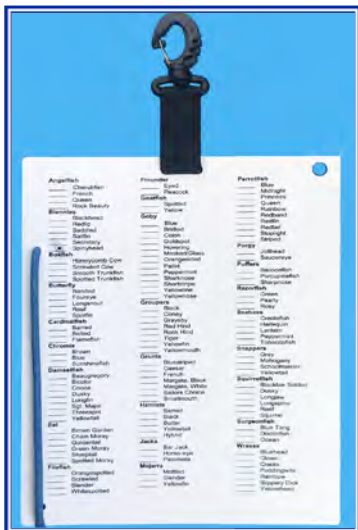 Angelfish
Cherubfish
French
Queen
Rock Beauty
Blennies
Blackhead
Redlip
Saddled
Sailfin
Secretary
Spinyhead
Boxfish
Honeycomb Cow
Scrawled Cow
Smooth Trunkfish
Spotted Trunkfish
Butterfly
Banded
Foureye
Longsnout
Reef
Spotfin
Cardinalfish
Barred
Belted
Flamefish
Chromis
Brown
Blue
Sunshinefish
Damselfish
Beaugregory
Bicolor
Cocoa
Dusky
Longfin
Sgt. Major
Threespot
Yellowtail
Eel
Brown Garden
Chain Moray
Goldentail
Green Moray
Sharptail
Spotted Moray
Filefish
Orangespotted
Scrawled
Slender
Whitespotted
Flounder
Eyed
Peacock
Goatfish
Spotted
Yellow
Goby
Blue
Bridled
Colon
Goldspot
Hovering
Masked/Glass
Orangesided
Pallid
Peppermint
Sharknose
Yellowline
Yellownose
Groupers
Black
Coney
Graysby
Red Hind
Rock Hind
Tiger
Yellowfin
Yellowmouth
Grunts
Bluestriped
Caesar
French
Margate, Black
Margate, White
Sailors Choice
Smallmouth
Hamlets
Barred
Black
Butter
Yellowtail
Hybrid
Jacks
Bar Jack
Horse-eye
Palometa
Mojarra
Mottled
Slender
Yellowfin
Parrotfish
Blue
Midnight
Princess
Queen
Rainbow
Redband
Redfin
Redtail
Stoplight
Striped
Porgy
Jolthead
Saucereye
Puffers
Balloonfish
Porcupinefish
Sharpnose
Razorfish
Green
Pearly
Rosy
Seabass
Creolefish
Harlequin
Lantern
Peppermint
Tobaccofish
Snappers
Gray
Mahogany
Schoolmaster
Yellowtail
Squirrelfish
Blackbar Soldier
Dusky
Longjaw
Longspine
Reef
Squirrel
Surgeonfish
Blue Tang
Doctorfish
Ocean
Wrasse
Bluehead
Clown
Creole
Puddingwife
Rainbow
Slippery Dick
Yellowhead